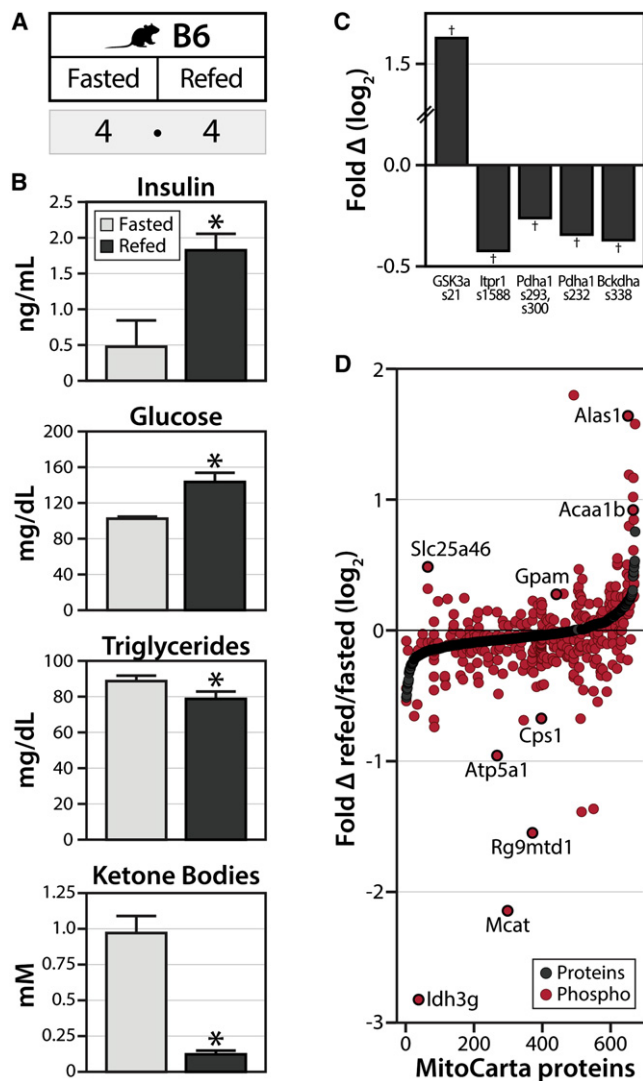 A
B6
Fasted Refed
4 • 4
B
Insulin
Fasted
Refed
*
ng/mL
2.5
2.0
1.5
1.0
0.5
0
Glucose
*
mg/dL
200
160
120
80
40
0
Triglycerides
*
mg/dL
100
80
60
40
20
0
Ketone Bodies
*
mM
1.25
1.0
0.75
0.5
0.25
0
C
Fold Δ (log2)
1.5
0.0
-0.5
† † † † †
GSK3a Itpr1 Pdha1 Pdha1 Bckdha
s21 s1588 s293, s232 s338
s300
D
Fold Δ refed/fasted (log2)
2
1
0
-1
-2
-3
Alas1
Acaa1b
Slc25a46
Gpam
Cps1
Atp5a1
Rg9mtd1
Mcat
Idh3g
Proteins
Phospho
0 200 400 600
MitoCarta proteins